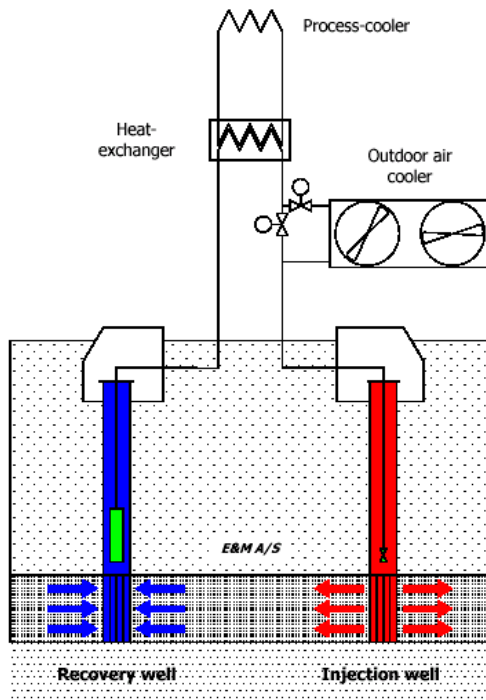 Process-cooler
Heat-
exchanger
Outdoor air
cooler
E&M A/S
Recovery well
Injection well